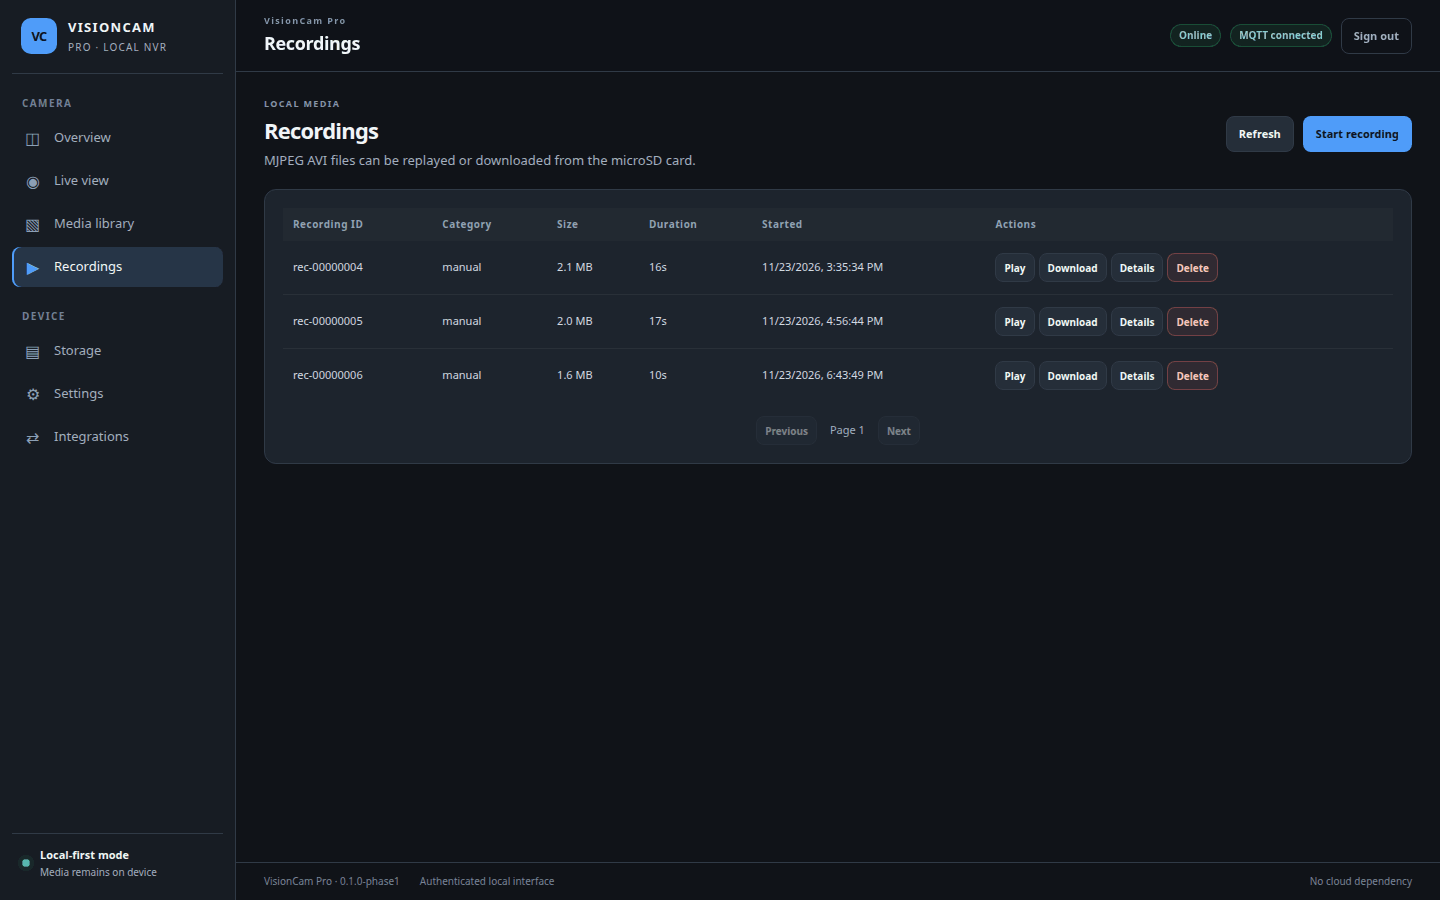 VC
VISIONCAM
PRO · LOCAL NVR
CAMERA
Overview
Live view
Media library
Recordings
DEVICE
Storage
Settings
Integrations
Local-first mode
Media remains on device
VisionCam Pro
Recordings
Online
MQTT connected
Sign out
LOCAL MEDIA
Recordings
MJPEG AVI files can be replayed or downloaded from the microSD card.
Refresh
Start recording
Recording ID Category Size Duration Started Actions
rec-00000004 manual 2.1 MB 16s 11/23/2026, 3:35:34 PM Play Download Details Delete
rec-00000005 manual 2.0 MB 17s 11/23/2026, 4:56:44 PM Play Download Details Delete
rec-00000006 manual 1.6 MB 10s 11/23/2026, 6:43:49 PM Play Download Details Delete
Previous Page 1 Next
VisionCam Pro · 0.1.0-phase1 Authenticated local interface No cloud dependency